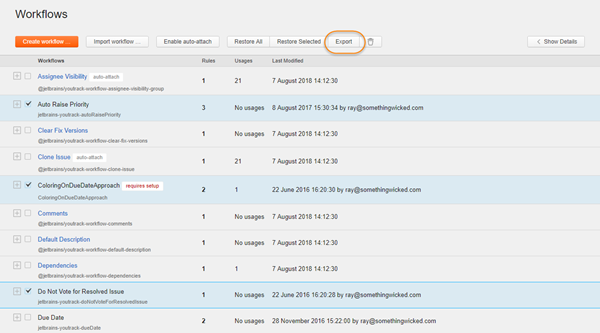 Workflows
Create workflow ... Import workflow ... Enable auto-attach Restore All Restore Selected Export < Show Details
Workflows Rules Usages Last Modified
Assignee Visibility auto-attach 1 21 7 August 2018 14:12:30
@jetbrains/youtrack-workflow-assignee-visibility-group
Auto Raise Priority 3 No usages 8 August 2017 15:30:34 by ray@somethingwicked.com
jetbrains-youtrack-autoRaisePriority
Clear Fix Versions 1 No usages 7 August 2018 14:12:30
@jetbrains/youtrack-workflow-clear-fix-versions
Clone Issue auto-attach 1 21 7 August 2018 14:12:30
@jetbrains/youtrack-workflow-clone-issue
ColoringOnDueDateApproach requires setup 2 1 22 June 2016 16:20:30 by ray@somethingwicked.com
ColoringOnDueDateApproach
Comments 1 No usages 7 August 2018 14:12:30
@jetbrains/youtrack-workflow-comments
Default Description 1 No usages 7 August 2018 14:12:30
@jetbrains/youtrack-workflow-default-description
Dependencies 1 1 7 August 2018 14:12:30
@jetbrains/youtrack-workflow-dependencies
Do Not Vote for Resolved Issue 1 No usages 22 June 2016 16:20:28 by ray@somethingwicked.com
jetbrains-youtrack-doNotVoteForResolvedIssue
Due Date 2 No usages 28 November 2016 15:22:00 by ray@somethingwicked.com
jetbrains-youtrack-dueDate